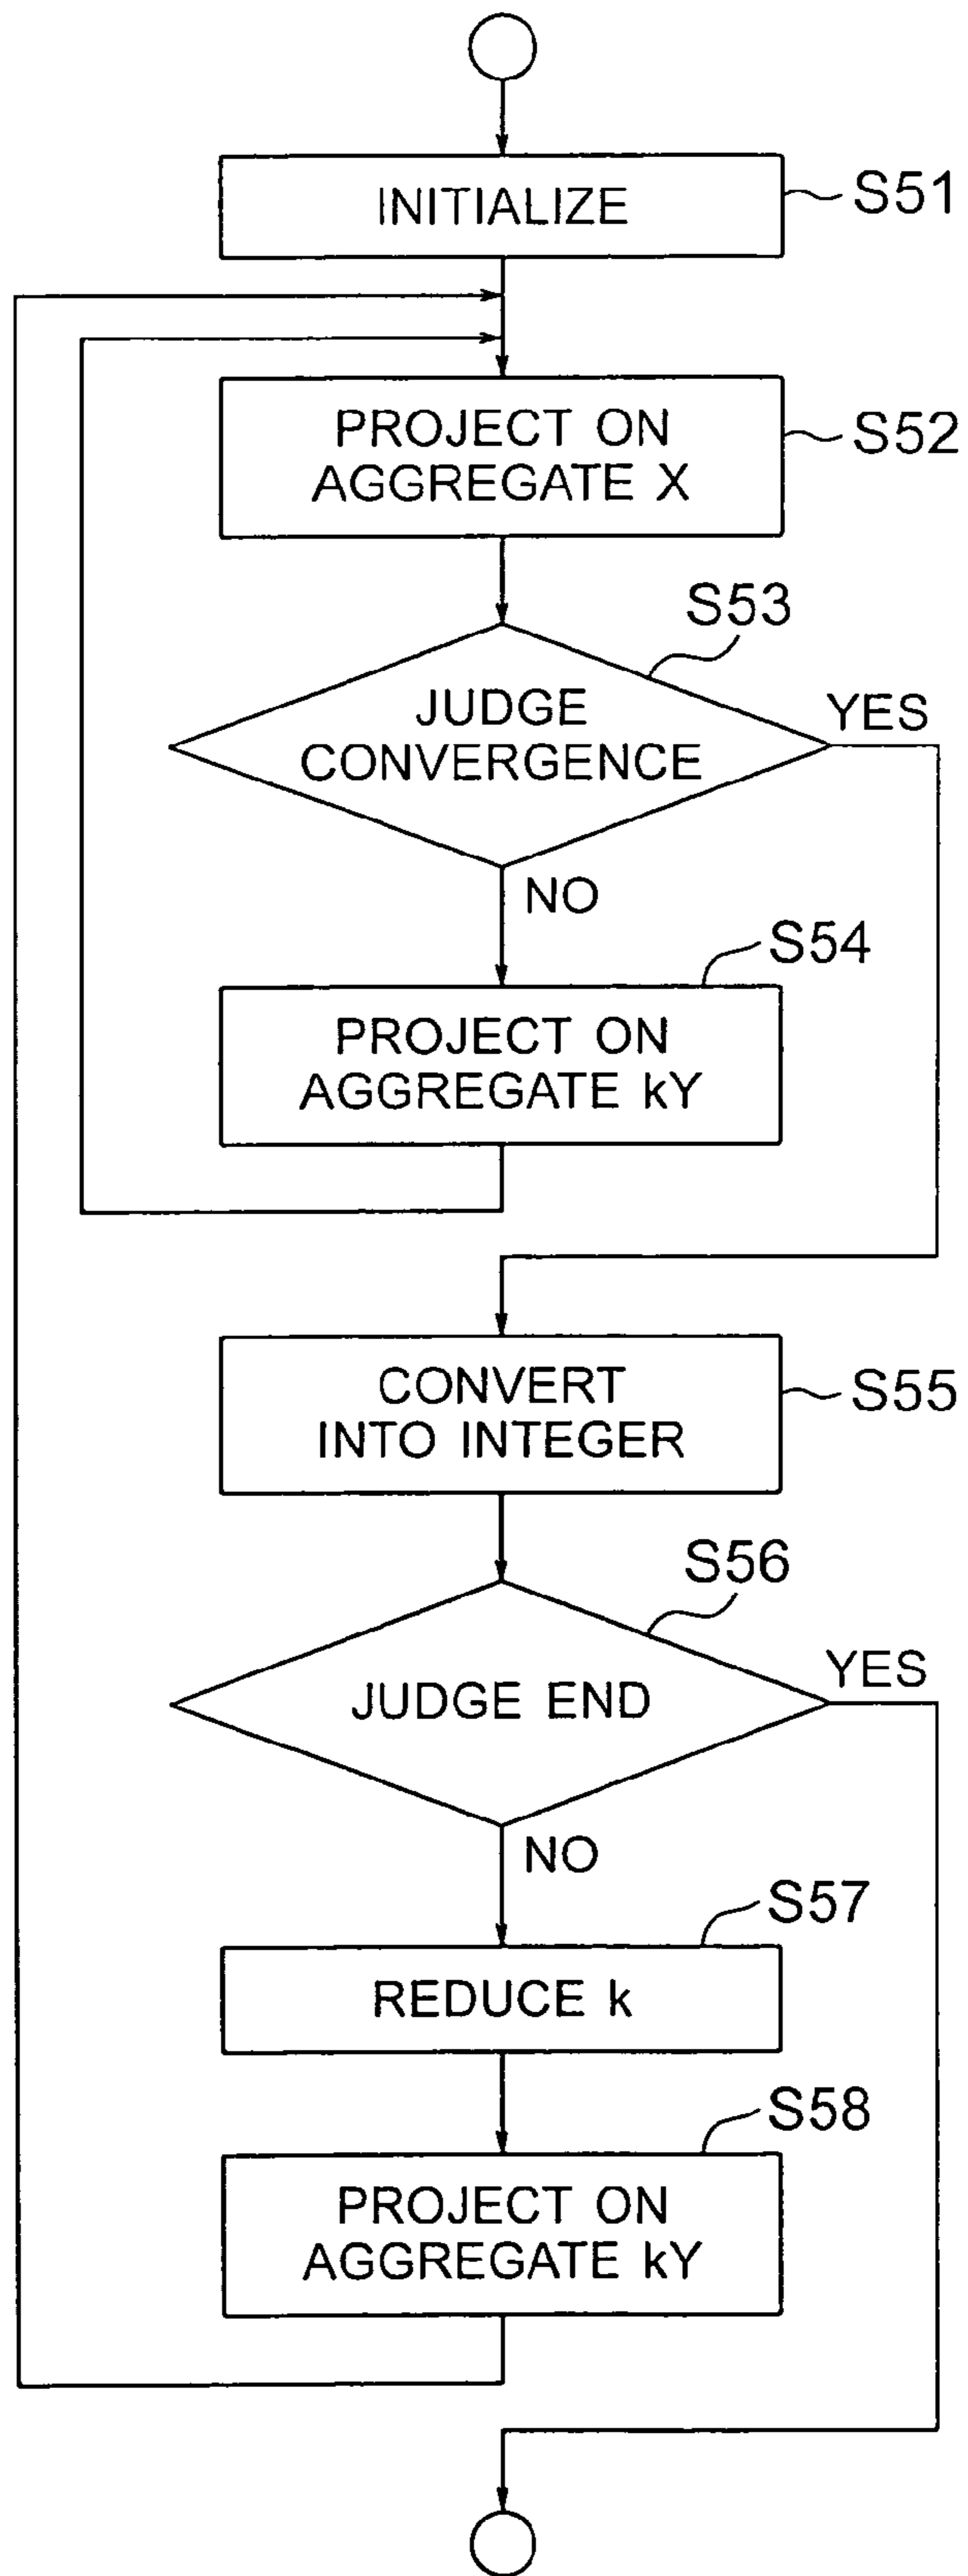 INITIALIZE
S51
PROJECT ON
AGGREGATE X
S52
S53
JUDGE
CONVERGENCE
YES
NO
S54
PROJECT ON
AGGREGATE kY
CONVERT
INTO INTEGER
S55
S56
JUDGE END
YES
NO
S57
REDUCE k
S58
PROJECT ON
AGGREGATE kY